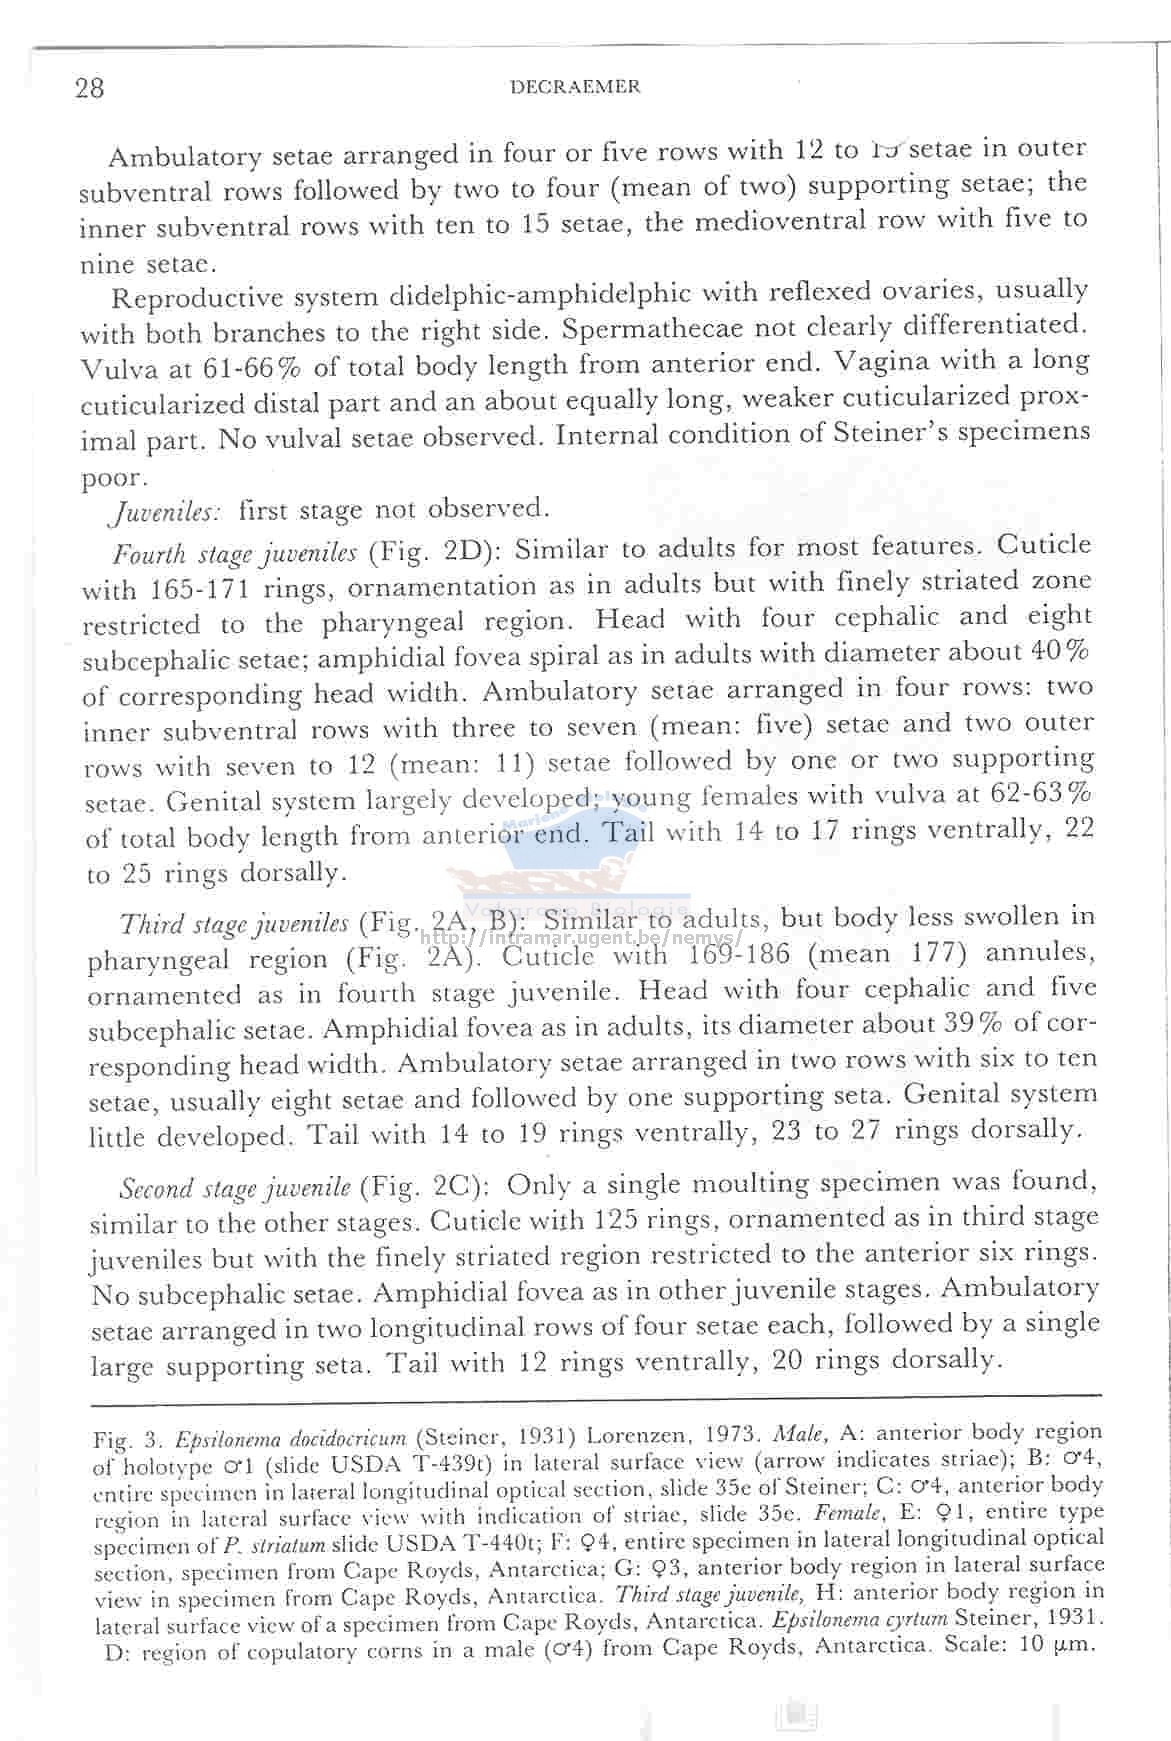 28
DECRAEMER
Ambulatory setae arranged in four or five rows with 12 to setae in outer
subventral rows followed by two to four (mean of two) supporting setae; the
inner subventral rows with ten to 15 setae, the medioventral row with five to
nine setae.
Reproductive system didelphic-amphidelphic with reflexed ovaries, usually
with both branches to the right side. Spermathecae not clearly differentiated.
Vulva at 61-66% of total body length from anterior end. Vagina with a long
cuticularized distal part and an about equally long, weaker cuticularized prox-
imal part. No vulval setae observed. Internal condition of Steiner's specimens
poor.
Juveniles: first stage not observed.
Fourth stage juveniles (Fig. 2D): Similar to adults for most features. Cuticle
with 165-171 rings, ornamentation as in adults but with finely striated zone
restricted to the pharyngeal region. Head with four cephalic and eight
subcephalic setae; amphidial fovea spiral as in adults with diameter about 40%
of corresponding head width. Ambulatory setae arranged in four rows: two
inner subventral rows with three to seven (mean: five) setae and two outer
rows with seven to 12 (mean: 11) setae followed by one or two supporting
setae. Genital system largely developed; young females with vulva at 62-63%
of total body length from anterior end. Tail with 14 to 17 rings ventrally, 22
to 25 rings dorsally.
Vakgroep Biologie
http://intramar.ugent.be/nemys/
Third stage juveniles (Fig. 2A, B): Similar to adults, but body less swollen in
pharyngeal region (Fig. 2A). Cuticle with 169-186 (mean 177) annules,
ornamented as in fourth stage juvenile. Head with four cephalic and five
subcephalic setae. Amphidial fovea as in adults, its diameter about 39% of cor-
responding head width. Ambulatory setae arranged in two rows with six to ten
setae, usually eight setae and followed by one supporting seta. Genital system
little developed. Tail with 14 to 19 rings ventrally, 23 to 27 rings dorsally.
Second stage juvenile (Fig. 2C): Only a single moulting specimen was found,
similar to the other stages. Cuticle with 125 rings, ornamented as in third stage
juveniles but with the finely striated region restricted to the anterior six rings.
No subcephalic setae. Amphidial fovea as in other juvenile stages. Ambulatory
setae arranged in two longitudinal rows of four setae each, followed by a single
large supporting seta. Tail with 12 rings ventrally, 20 rings dorsally.
Fig. 3. Epsilonema docidocricum (Steiner, 1931) Lorenzen, 1973. Male, A: anterior body region
of holotype ♂1 (slide USDA T-439t) in lateral surface view (arrow indicates striae); B: ♂4,
entire specimen in lateral longitudinal optical section, slide 35e of Steiner; C: ♂4, anterior body
region in lateral surface view with indication of striae, slide 35e. Female, E: ♀1, entire type
specimen of P. striatum slide USDA T-440t; F: ♀4, entire specimen in lateral longitudinal optical
section, specimen from Cape Royds, Antarctica; G: ♀3, anterior body region in lateral surface
view in specimen from Cape Royds, Antarctica. Third stage juvenile, H: anterior body region in
lateral surface view of a specimen from Cape Royds, Antarctica. Epsilonema cyrtum Steiner, 1931.
D: region of copulatory corns in a male (♂4) from Cape Royds, Antarctica. Scale: 10 μm.